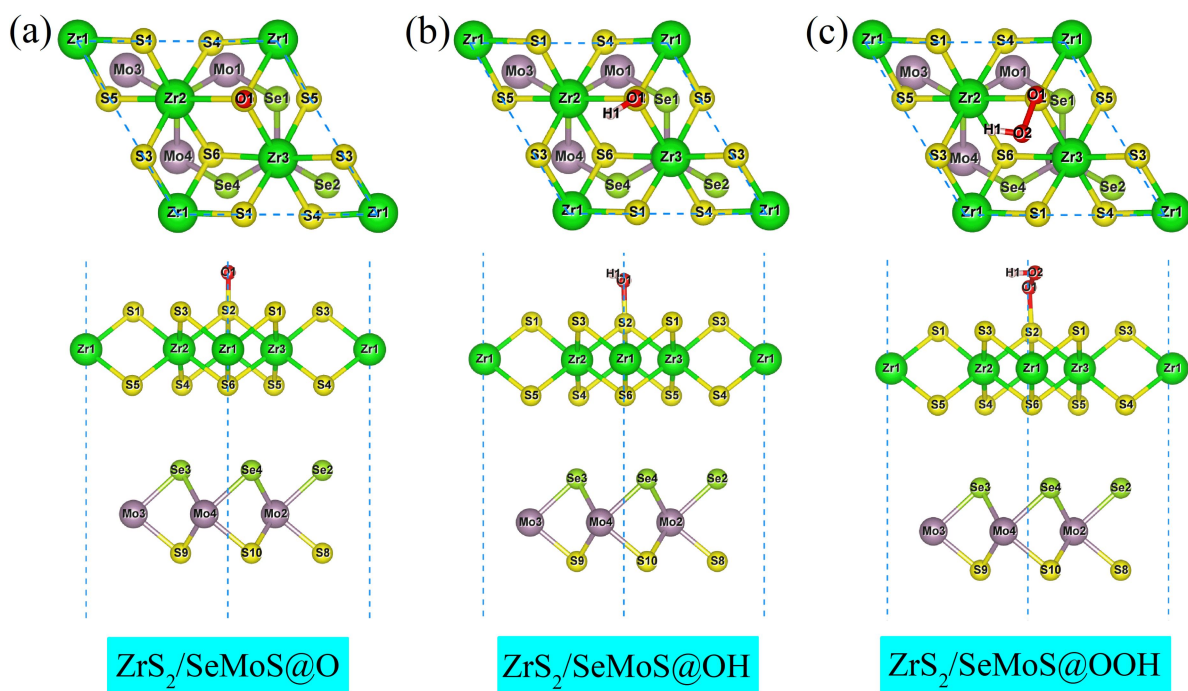 (a) (b) (c)
Zr1 S1 S4 Zr1 Zr1 S1 S4 Zr1 Zr1 S1 S4 Zr1
Mo3 Mo1 Mo3 Mo1 Mo3 Mo1
S5 Zr2 O1 Se1 S5 S5 Zr2 O1 Se1 S5 S5 Zr2 O1 Se1 S5
H1 H1 O2
S3 Mo4 S6 Zr3 S3 S3 Mo4 S6 Zr3 S3 S3 Mo4 S6 Zr3 S3
Se4 Se2 Se4 Se2 Se4 Se2
Zr1 S1 S4 Zr1 Zr1 S1 S4 Zr1 Zr1 S1 S4 Zr1
O1 H1 O1 H1 O2
O1
S1 S3 S2 S1 S3 S1 S3 S2 S1 S3 S1 S3 S2 S1 S3
Zr1 Zr2 Zr1 Zr3 Zr1 Zr1 Zr2 Zr1 Zr3 Zr1 Zr1 Zr2 Zr1 Zr3 Zr1
S5 S4 S6 S5 S4 S5 S4 S6 S5 S4 S5 S4 S6 S5 S4
Se3 Se4 Se2 Se3 Se4 Se2 Se3 Se4 Se2
Mo3 Mo4 Mo2 Mo3 Mo4 Mo2 Mo3 Mo4 Mo2
S9 S10 S8 S9 S10 S8 S9 S10 S8
ZrS2/SeMoS@O ZrS2/SeMoS@OH ZrS2/SeMoS@OOH